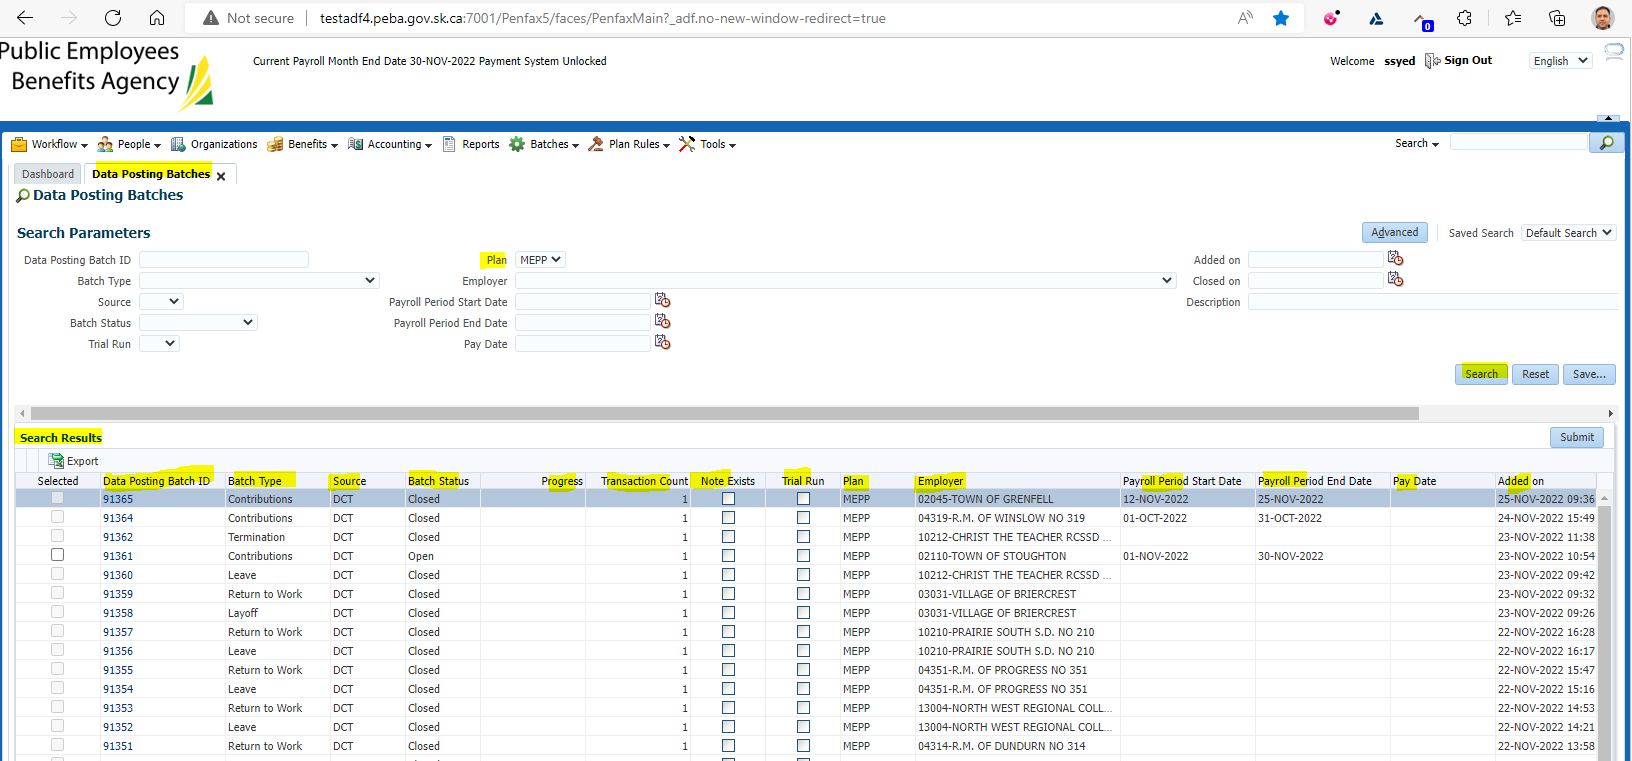 Not secure | testadf4.peba.gov.sk.ca:7001/Penfax5/faces/PenfaxMain?_adf.no-new-window-redirect=true
0
Public Employees
Benefits Agency
Current Payroll Month End Date 30-NOV-2022 Payment System Unlocked
Welcome ssyed Sign Out English
Workflow People Organizations Benefits Accounting Reports Batches Plan Rules Tools Search
Dashboard Data Posting Batches
Data Posting Batches
Search Parameters Advanced Saved Search Default Search
Data Posting Batch ID Plan MEPP Added on
Batch Type Employer Closed on
Source Payroll Period Start Date Description
Batch Status Payroll Period End Date
Trial Run Pay Date
Search Reset Save...
Search Results Submit
Export
Selected Data Posting Batch ID Batch Type Source Batch Status Progress Transaction Count Note Exists Trial Run Plan Employer Payroll Period Start Date Payroll Period End Date Pay Date Added on
91365 Contributions DCT Closed 1 MEPP 02045-TOWN OF GRENFELL 12-NOV-2022 25-NOV-2022 25-NOV-2022 09:36
91364 Contributions DCT Closed 1 MEPP 04319-R.M. OF WINSLOW NO 319 01-OCT-2022 31-OCT-2022 24-NOV-2022 15:49
91362 Termination DCT Closed 1 MEPP 10212-CHRIST THE TEACHER RCSSD ... 23-NOV-2022 11:38
91361 Contributions DCT Open 1 MEPP 02110-TOWN OF STOUGHTON 01-NOV-2022 30-NOV-2022 23-NOV-2022 10:54
91360 Leave DCT Closed 1 MEPP 10212-CHRIST THE TEACHER RCSSD ... 23-NOV-2022 09:42
91359 Return to Work DCT Closed 1 MEPP 03031-VILLAGE OF BRIERCREST 23-NOV-2022 09:32
91358 Layoff DCT Closed 1 MEPP 03031-VILLAGE OF BRIERCREST 23-NOV-2022 09:26
91357 Return to Work DCT Closed 1 MEPP 10210-PRAIRIE SOUTH S.D. NO 210 22-NOV-2022 16:28
91356 Leave DCT Closed 1 MEPP 10210-PRAIRIE SOUTH S.D. NO 210 22-NOV-2022 16:17
91355 Return to Work DCT Closed 1 MEPP 04351-R.M. OF PROGRESS NO 351 22-NOV-2022 15:47
91354 Leave DCT Closed 1 MEPP 04351-R.M. OF PROGRESS NO 351 22-NOV-2022 15:16
91353 Return to Work DCT Closed 1 MEPP 13004-NORTH WEST REGIONAL COLL... 22-NOV-2022 14:53
91352 Leave DCT Closed 1 MEPP 13004-NORTH WEST REGIONAL COLL... 22-NOV-2022 14:21
91351 Return to Work DCT Closed 1 MEPP 04314-R.M. OF DUNDURN NO 314 22-NOV-2022 13:58